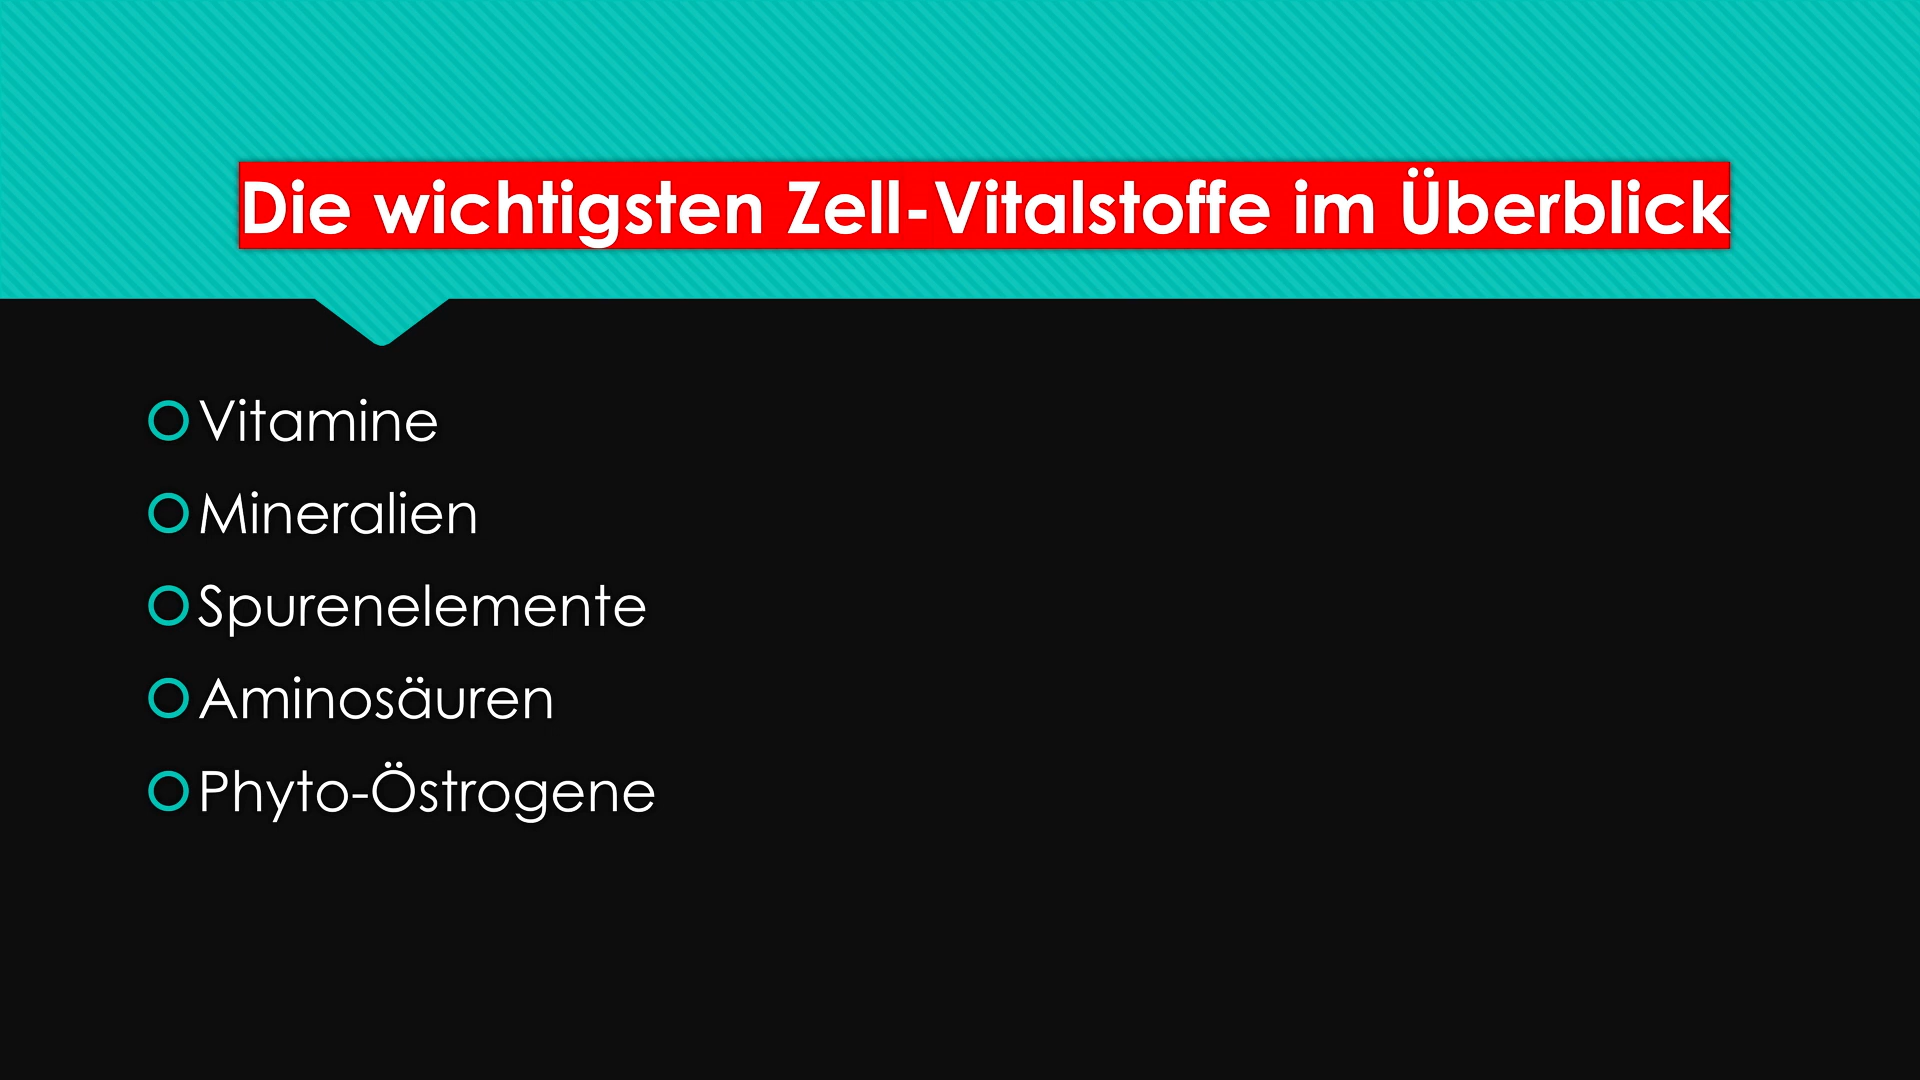 Die wichtigsten Zell-Vitalstoffe im Überblick
Vitamine
Mineralien
Spurenelemente
Aminosäuren
Phyto-Östrogene